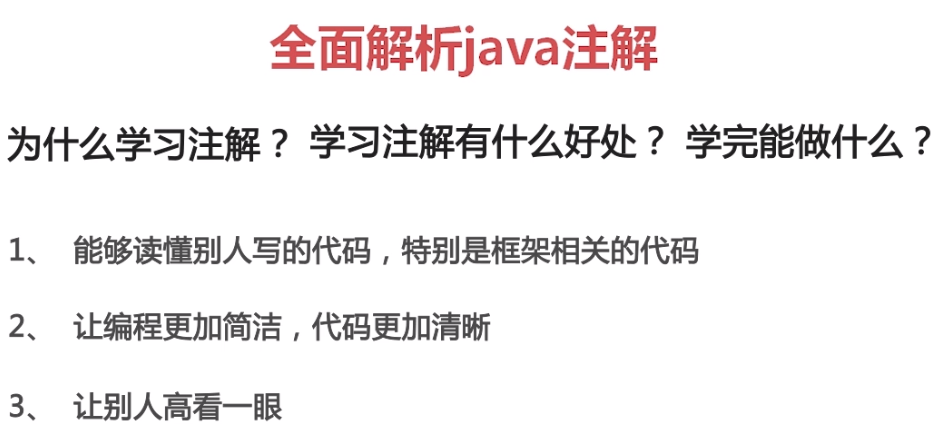 全面解析java注解
为什么学习注解？ 学习注解有什么好处？ 学完能做什么？
1、 能够读懂别人写的代码，特别是框架相关的代码
2、 让编程更加简洁，代码更加清晰
3、 让别人高看一眼